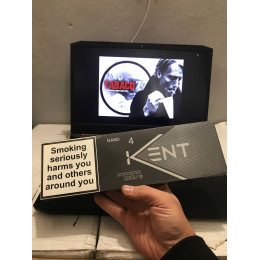 TABACO
NANO
4
KENT
Smoking
seriously
harms you
and others
around you